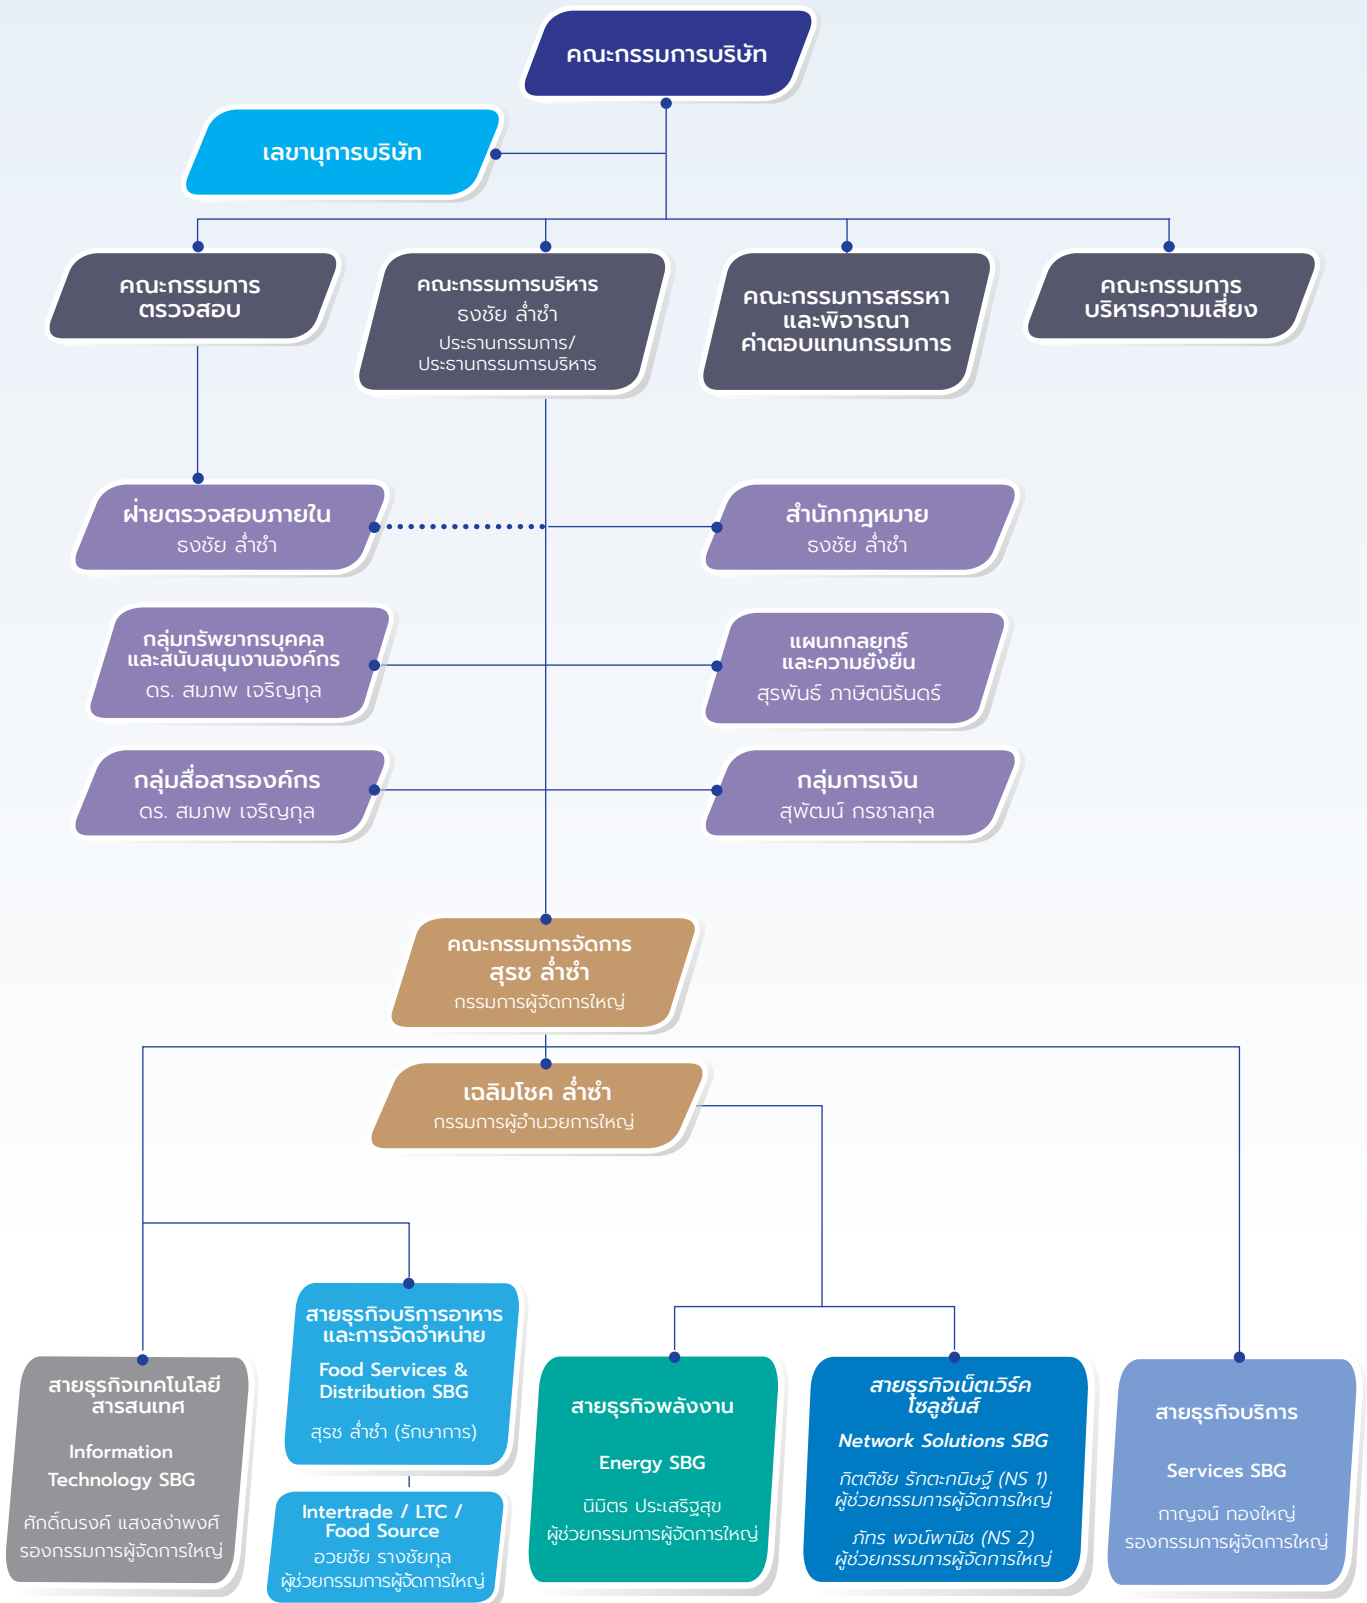 คณะกรรมการบริษัท
เลขานุการบริษัท
คณะกรรมการ
ตรวจสอบ
คณะกรรมการบริหาร
ธงชัย ล่ำซำ
ประธานกรรมการ/
ประธานกรรมการบริหาร
คณะกรรมการสรรหา
และพิจารณา
ค่าตอบแทนกรรมการ
คณะกรรมการ
บริหารความเสี่ยง
ฝ่ายตรวจสอบภายใน
ธงชัย ล่ำซำ
สำนักกฎหมาย
ธงชัย ล่ำซำ
กลุ่มทรัพยากรบุคคล
และสนับสนุนงานองค์กร
ดร. สมภพ เจริญกุล
แผนกกลยุทธ์
และความยั่งยืน
สุรพันธ์ ภาษิตนิรันดร์
กลุ่มสื่อสารองค์กร
ดร. สมภพ เจริญกุล
กลุ่มการเงิน
สุพัฒน์ กรชาลกุล
คณะกรรมการจัดการ
สุรช ล่ำซำ
กรรมการผู้จัดการใหญ่
เฉลิมโชค ล่ำซำ
กรรมการผู้อำนวยการใหญ่
สายธุรกิจเทคโนโลยี
สารสนเทศ
Information
Technology SBG
ศักดิ์ณรงค์ แสงสง่าพงศ์
รองกรรมการผู้จัดการใหญ่
สายธุรกิจบริการอาหาร
และการจัดจำหน่าย
Food Services &
Distribution SBG
สุรช ล่ำซำ (รักษาการ)
Intertrade / LTC /
Food Source
อวยชัย รางชัยกุล
ผู้ช่วยกรรมการผู้จัดการใหญ่
สายธุรกิจพลังงาน
Energy SBG
นิมิตร ประเสริฐสุข
ผู้ช่วยกรรมการผู้จัดการใหญ่
สายธุรกิจเน็ตเวิร์ค
โซลูชั่นส์
Network Solutions SBG
กิตติชัย รักตะกนิษฐ์ (NS 1)
ผู้ช่วยกรรมการผู้จัดการใหญ่
ภัทร พจน์พานิช (NS 2)
ผู้ช่วยกรรมการผู้จัดการใหญ่
สายธุรกิจบริการ
Services SBG
กาญจน์ ทองใหญ่
รองกรรมการผู้จัดการใหญ่